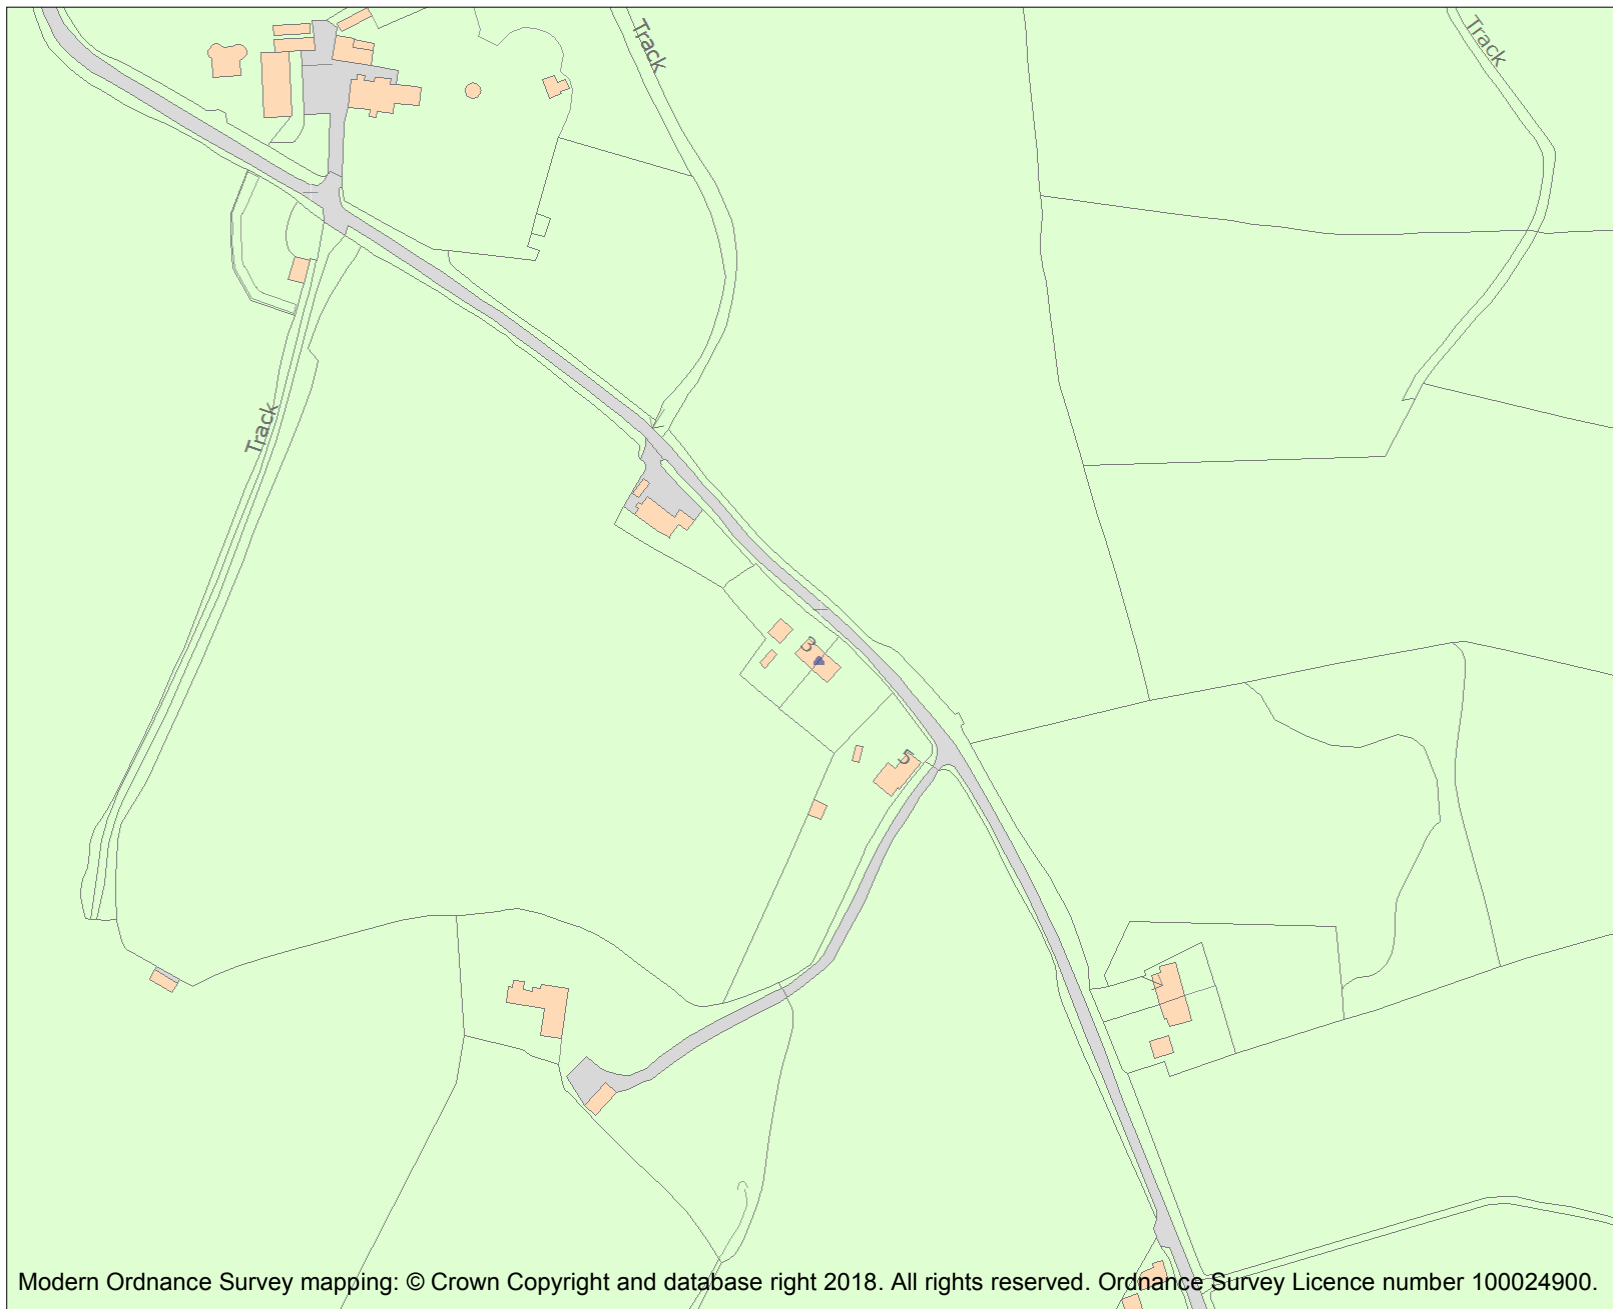 Track
Track
Track
3
5
Modern Ordnance Survey mapping: © Crown Copyright and database right 2018. All rights reserved. Ordnance Survey Licence number 100024900.